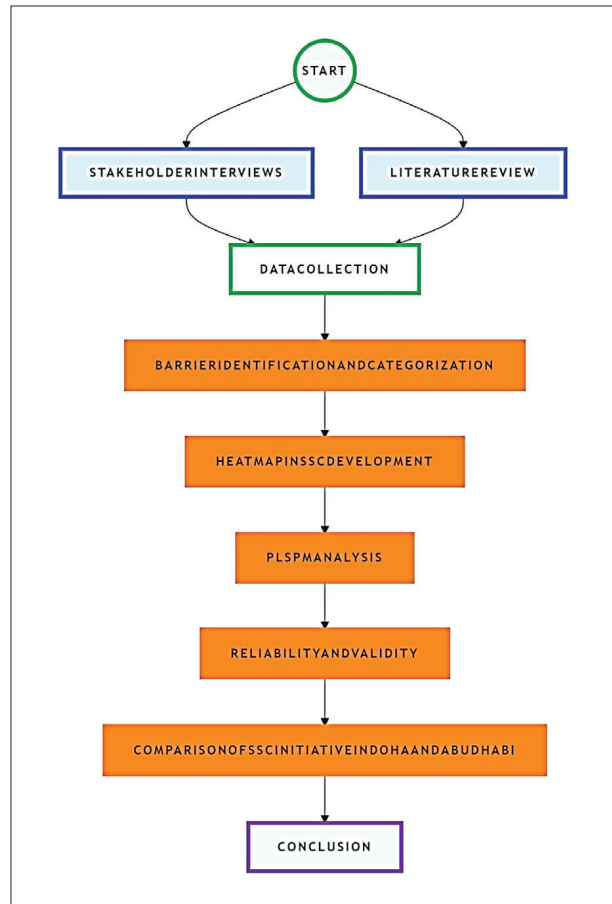 START
STAKEHOLDERINTERVIEWS
LITERATUREREVIEW
DATACOLLECTION
BARRIERIDENTIFICATIONANDCATEGORIZATION
HEATMAPINSSCDEVELOPMENT
PLSPMANALYSIS
RELIABILITYANDVALIDITY
COMPARISONOFSSCINITIATIVEINDOHAANDABUDHABI
CONCLUSION